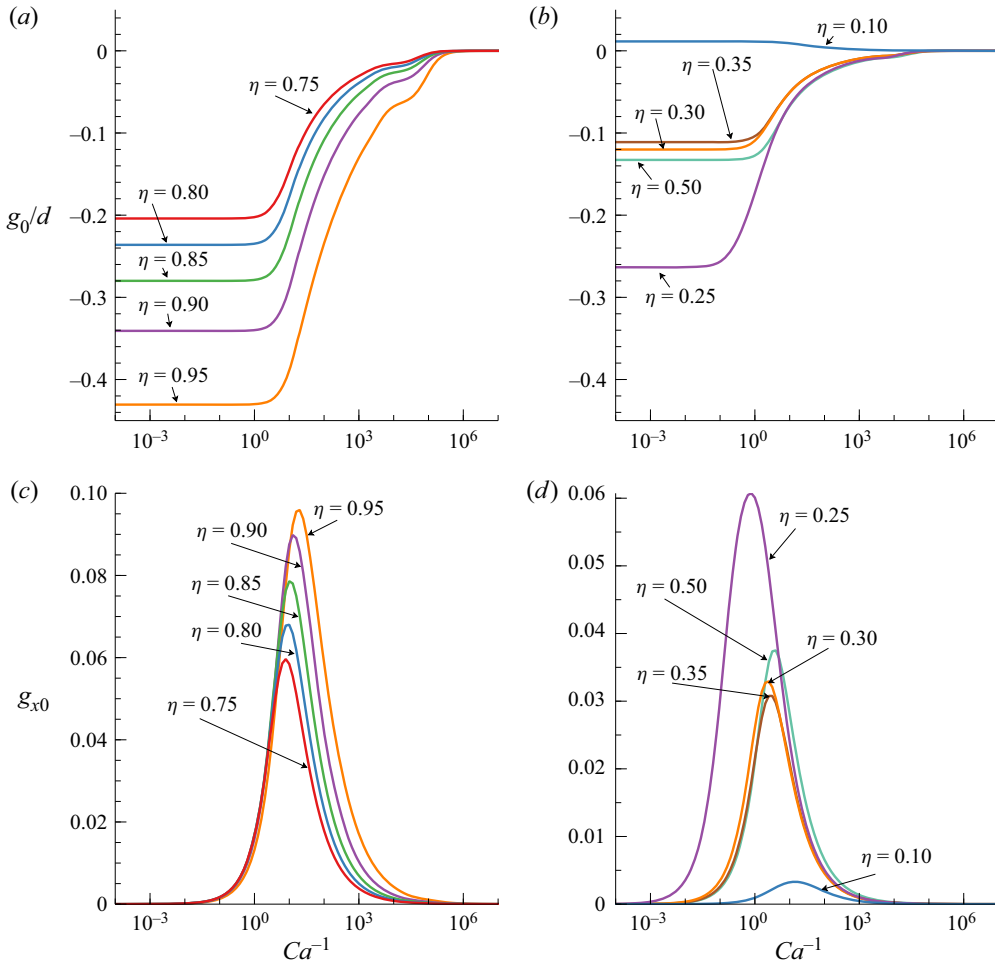 (a)
(b)
0
–0.1
–0.2
–0.3
–0.4
g0/d
η = 0.75
η = 0.80
η = 0.85
η = 0.90
η = 0.95
10−3
100
103
106
0
–0.1
–0.2
–0.3
–0.4
η = 0.10
η = 0.35
η = 0.30
η = 0.50
η = 0.25
10−3
100
103
106
(c)
(d)
0.10
0.08
0.06
0.04
0.02
0
gx0
η = 0.95
η = 0.90
η = 0.85
η = 0.80
η = 0.75
10−3
100
103
106
Ca−1
0.06
0.05
0.04
0.03
0.02
0.01
0
η = 0.25
η = 0.50
η = 0.30
η = 0.35
η = 0.10
10−3
100
103
106
Ca−1